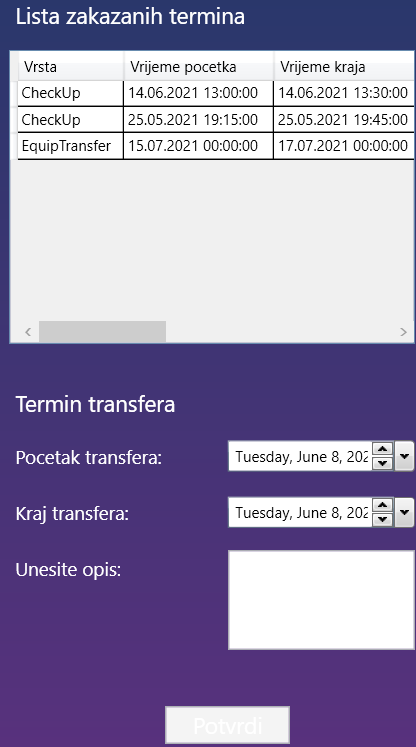 Lista zakazanih termina
Vrsta Vrijeme pocetka Vrijeme kraja
CheckUp 14.06.2021 13:00:00 14.06.2021 13:30:00
CheckUp 25.05.2021 19:15:00 25.05.2021 19:45:00
EquipTransfer 15.07.2021 00:00:00 17.07.2021 00:00:00
Termin transfera
Pocetak transfera: Tuesday, June 8, 202
Kraj transfera: Tuesday, June 8, 202
Unesite opis:
Potvrdi